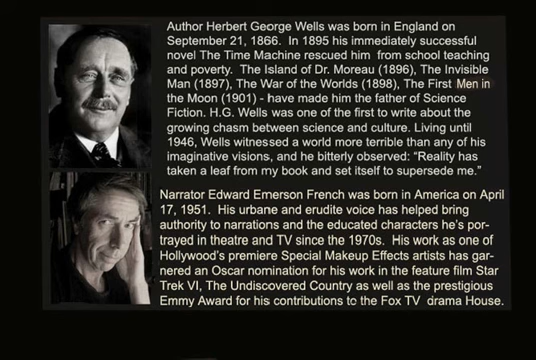 Author Herbert George Wells was born in England on
September 21, 1866. In 1895 his immediately successful
novel The Time Machine rescued him from school teaching
and poverty. The Island of Dr. Moreau (1896), The Invisible
Man (1897), The War of the Worlds (1898), The First Men in
the Moon (1901) - have made him the father of Science
Fiction. H.G. Wells was one of the first to write about the
growing chasm between science and culture. Living until
1946, Wells witnessed a world more terrible than any of his
imaginative visions, and he bitterly observed: “Reality has
taken a leaf from my book and set itself to supersede me.”
Narrator Edward Emerson French was born in America on April
17, 1951. His urbane and erudite voice has helped bring
authority to narrations and the educated characters he’s por-
trayed in theatre and TV since the 1970s. His work as one of
Hollywood’s premiere Special Makeup Effects artists has gar-
nered an Oscar nomination for his work in the feature film Star
Trek VI, The Undiscovered Country as well as the prestigious
Emmy Award for his contributions to the Fox TV drama House.